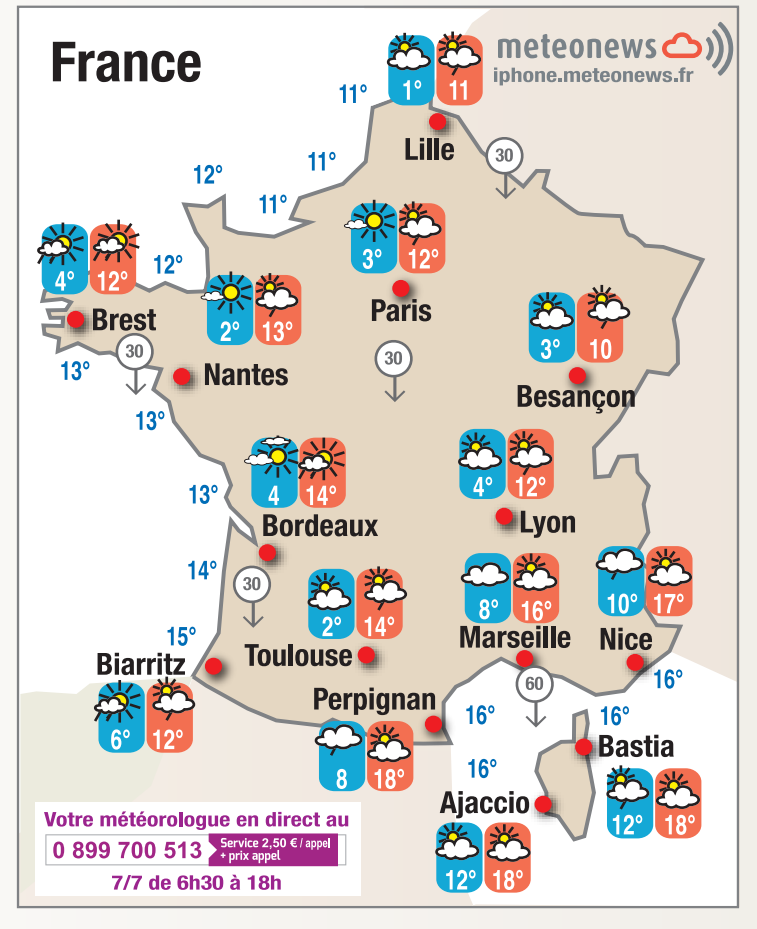 France
meteonews
iphone.meteonews.fr
1° 11
11°
Lille
30
11°
12°
11°
3° 12°
Paris
4° 12°
12°
Brest
2° 13°
Nantes
30
13°
30
3° 10
Besançon
13°
4 14°
Bordeaux
13°
4° 12°
Lyon
14°
30
2° 14°
Toulouse
8° 16°
Marseille
10° 17°
Nice
15°
Biarritz
6° 12°
16°
60
Perpignan
8 18°
16°
16°
Bastia
12° 18°
16°
Ajaccio
12° 18°
Votre météorologue en direct au
0 899 700 513
Service 2,50 € / appel
+ prix appel
7/7 de 6h30 à 18h